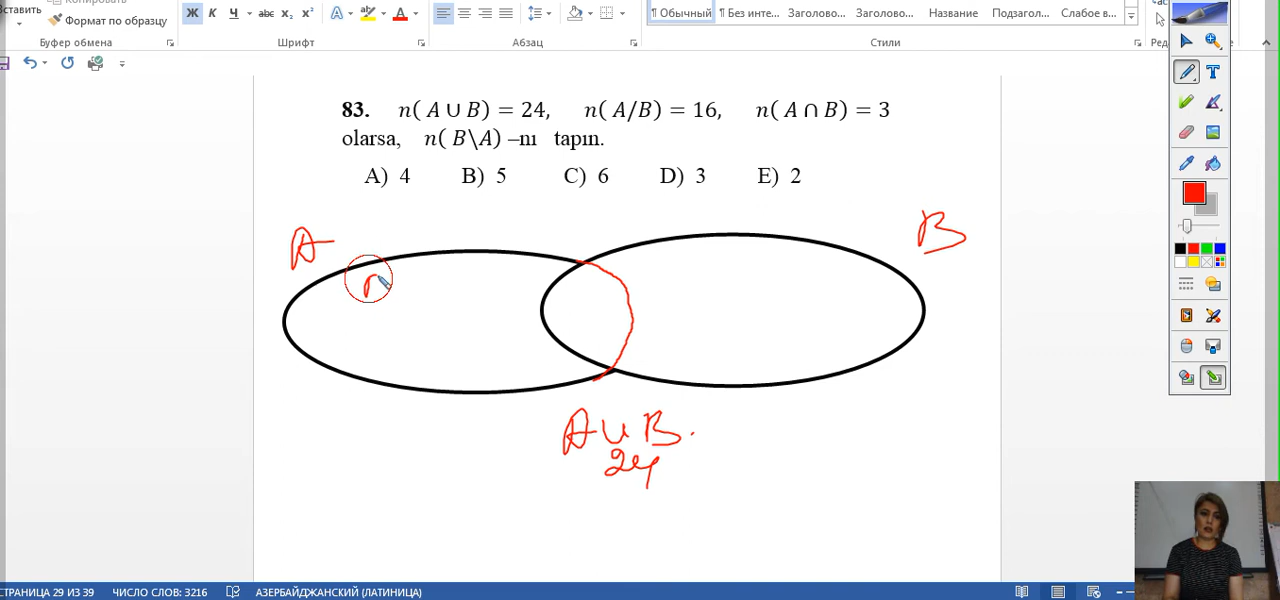 Копировать
Вставить
Формат по образцу
Ж К Ч abc x₂ x² А А
¶ Обычный ¶ Без инте... Заголово... Заголово... Название Подзагол... Слабое в...
Буфер обмена Шрифт Абзац Стили
83. n( A ∪ B) = 24, n( A/B) = 16, n( A ∩ B) = 3
olarsa, n( B\A) –nı tapın.
A) 4 B) 5 C) 6 D) 3 E) 2
A B
A ∪ B.
24
СТРАНИЦА 29 ИЗ 39 ЧИСЛО СЛОВ: 3216 АЗЕРБАЙДЖАНСКИЙ (ЛАТИНИЦА)